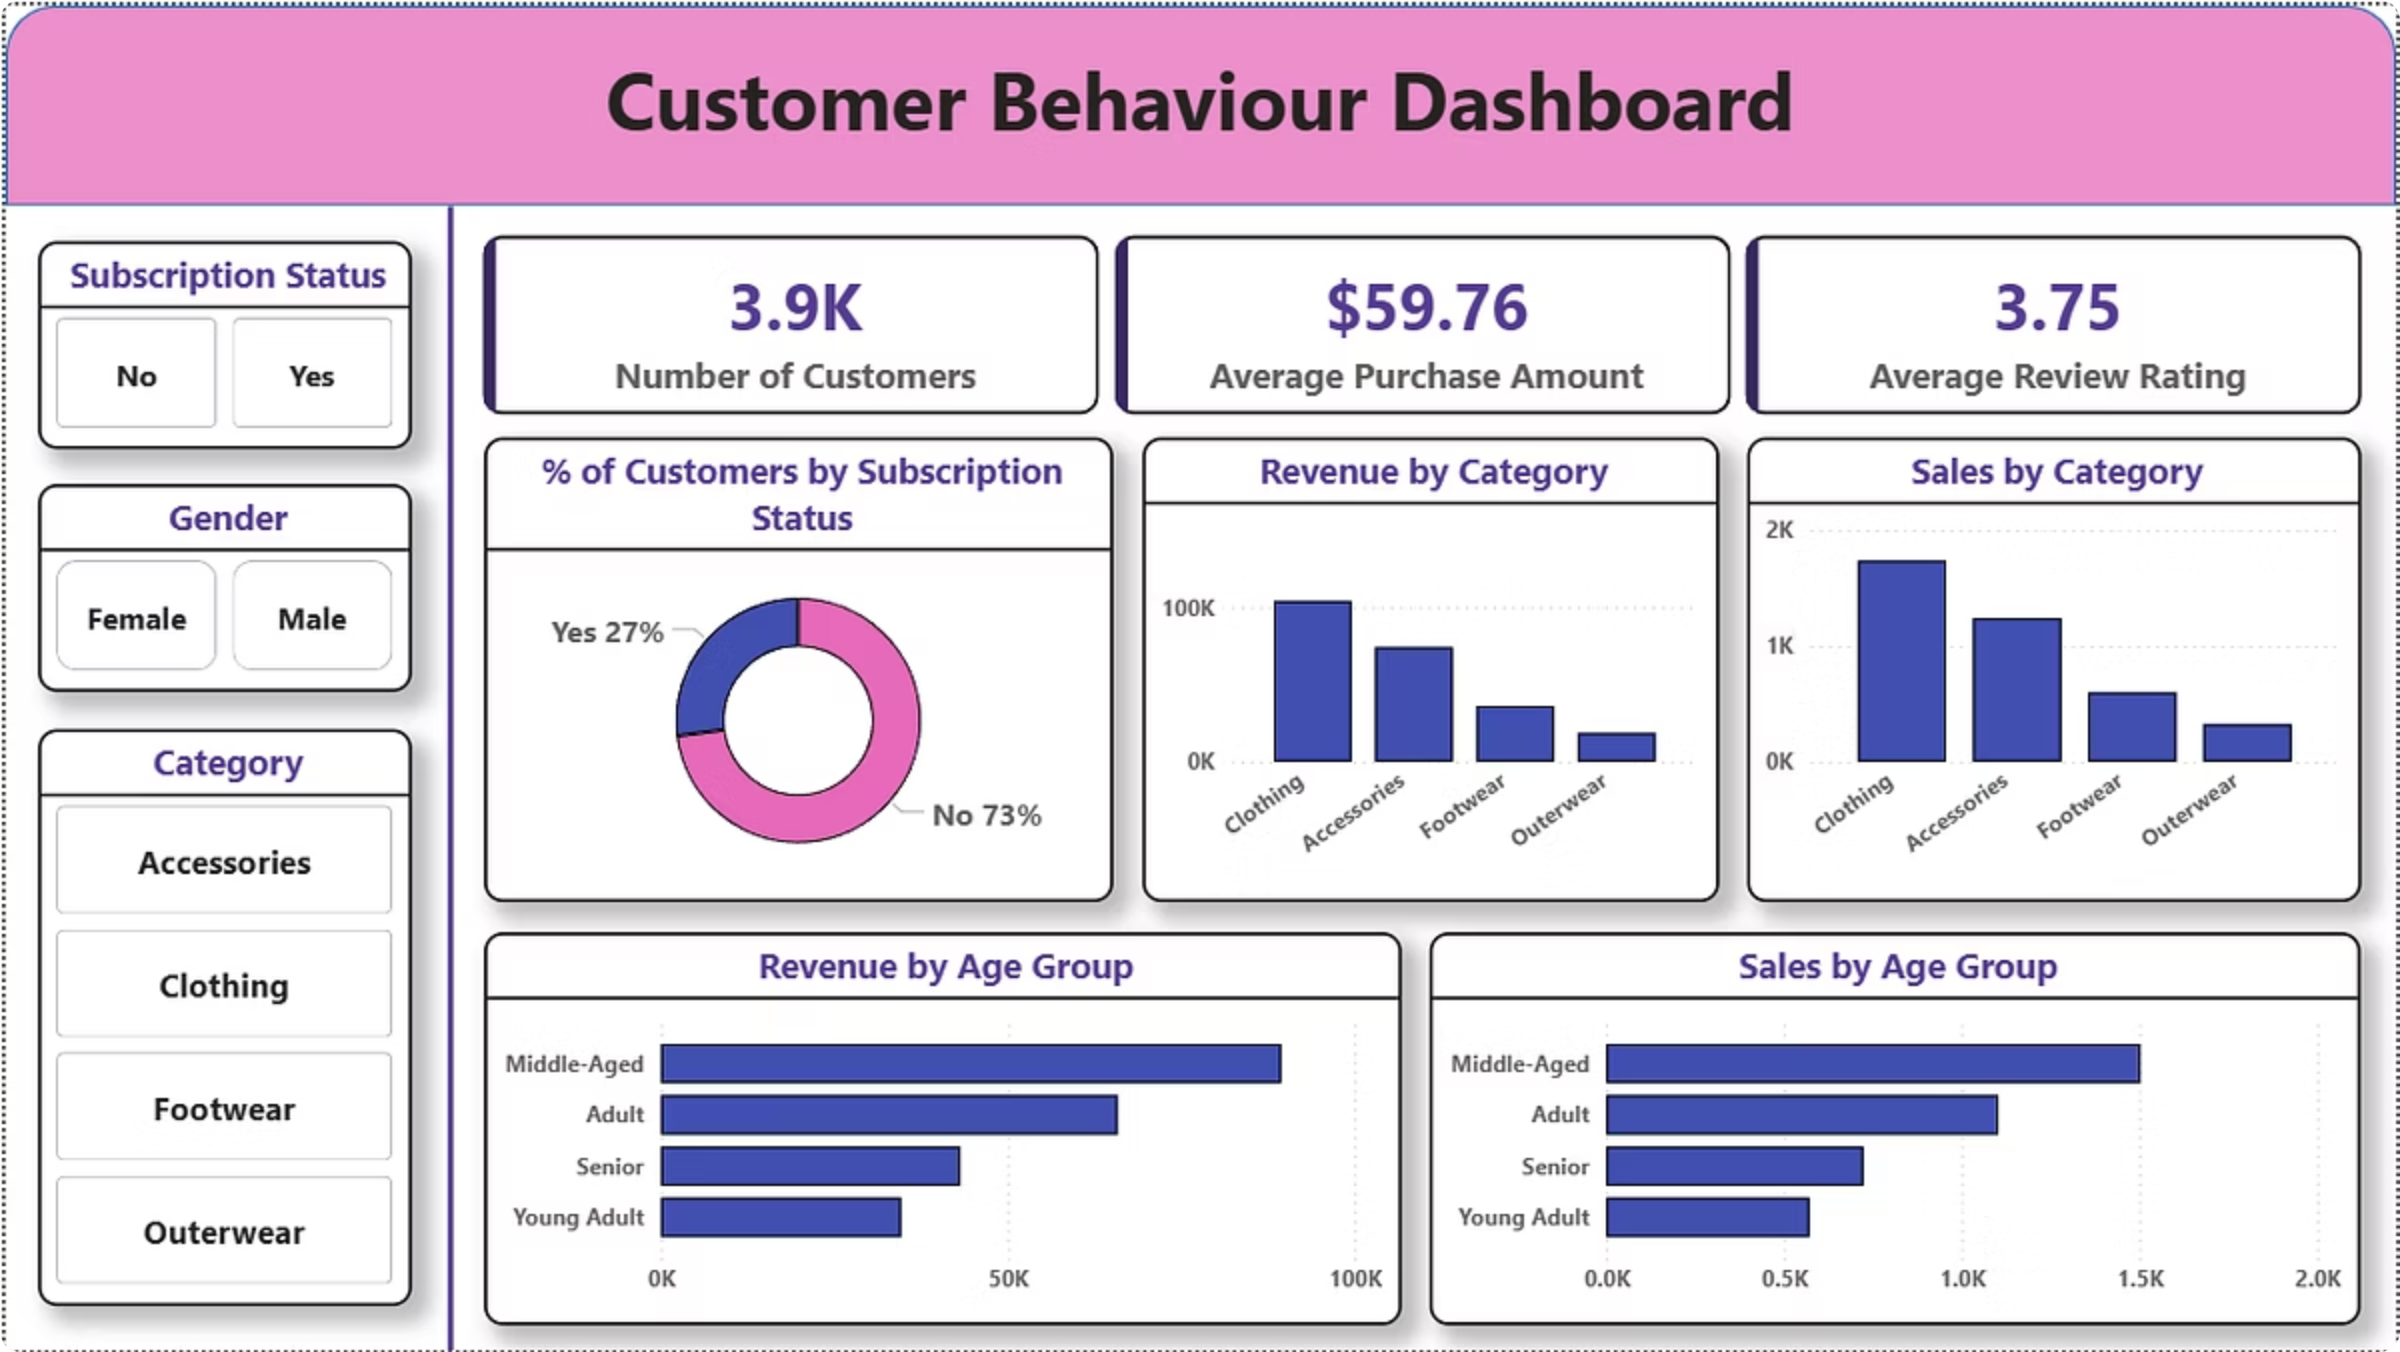 Customer Behaviour Dashboard
Subscription Status
No
Yes
Gender
Female
Male
Category
Accessories
Clothing
Footwear
Outerwear
3.9K
Number of Customers
$59.76
Average Purchase Amount
3.75
Average Review Rating
% of Customers by Subscription
Status
Yes 27%
No 73%
Revenue by Category
100K
0K
Clothing
Accessories
Footwear
Outerwear
Sales by Category
2K
1K
0K
Clothing
Accessories
Footwear
Outerwear
Revenue by Age Group
Middle-Aged
Adult
Senior
Young Adult
0K
50K
100K
Sales by Age Group
Middle-Aged
Adult
Senior
Young Adult
0.0K
0.5K
1.0K
1.5K
2.0K